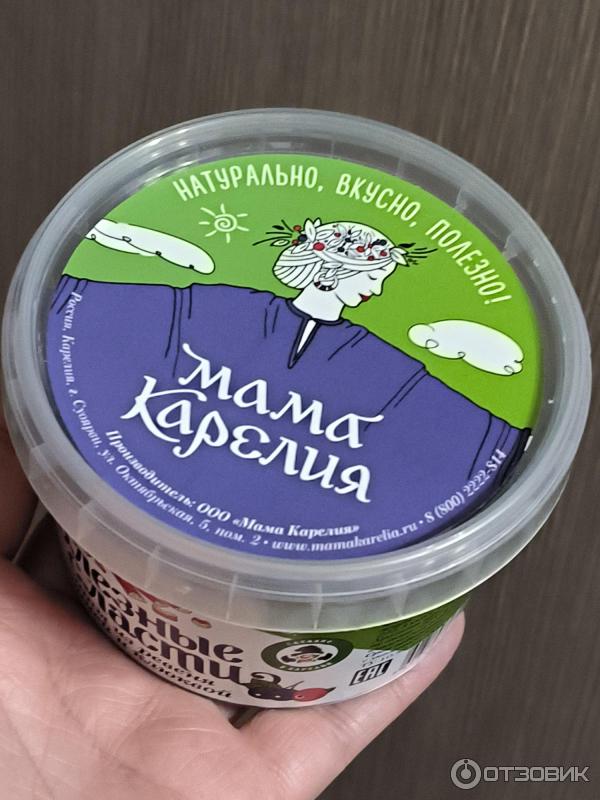 НАТУРАЛЬНО, ВКУСНО, ПОЛЕЗНО!
МАМА
КАРЕЛИЯ
Производитель: ООО «Мама Карелия»
Россия, Карелия, г. Суоярви, ул. Октябрьская, 5, пом. 2 • www.mamakarelia.ru • 8 (800) 2222-814
ЕАС
ОТЗОВИК